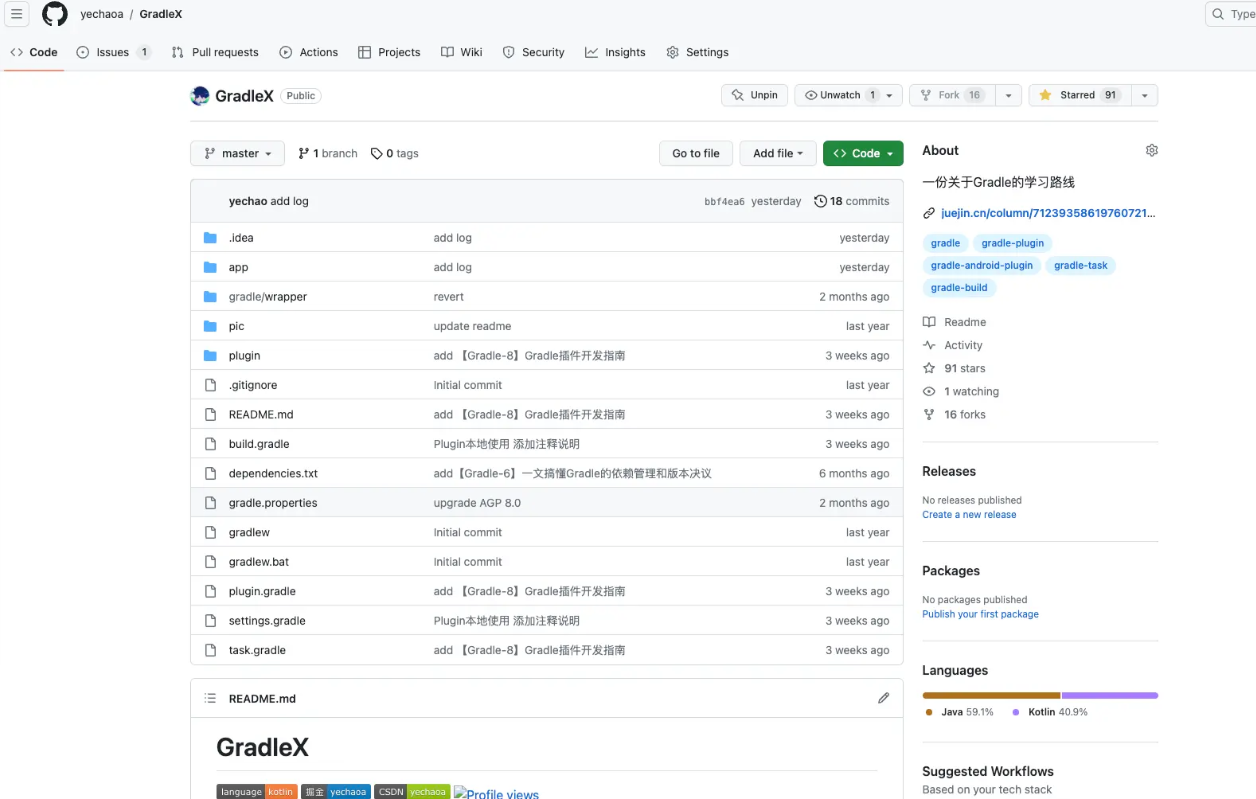 yechaoa / GradleX
Type
Code Issues 1 Pull requests Actions Projects Wiki Security Insights Settings
GradleX Public
Unpin Unwatch 1 Fork 16 Starred 91
master 1 branch 0 tags
Go to file Add file Code
yechao add log bbf4ea6 yesterday 18 commits
.idea add log yesterday
app add log yesterday
gradle/wrapper revert 2 months ago
pic update readme last year
plugin add 【Gradle-8】Gradle插件开发指南 3 weeks ago
.gitignore Initial commit last year
README.md add 【Gradle-8】Gradle插件开发指南 3 weeks ago
build.gradle Plugin本地使用 添加注释说明 3 weeks ago
dependencies.txt add【Gradle-6】一文搞懂Gradle的依赖管理和版本决议 6 months ago
gradle.properties upgrade AGP 8.0 2 months ago
gradlew Initial commit last year
gradlew.bat Initial commit last year
plugin.gradle add 【Gradle-8】Gradle插件开发指南 3 weeks ago
settings.gradle Plugin本地使用 添加注释说明 3 weeks ago
task.gradle add 【Gradle-8】Gradle插件开发指南 3 weeks ago
README.md
GradleX
language kotlin 掘金 yechaoa CSDN yechaoa Profile views
About
一份关于Gradle的学习路线
juejin.cn/column/71239358619760721...
gradle gradle-plugin
gradle-android-plugin gradle-task
gradle-build
Readme
Activity
91 stars
1 watching
16 forks
Releases
No releases published
Create a new release
Packages
No packages published
Publish your first package
Languages
Java 59.1% Kotlin 40.9%
Suggested Workflows
Based on your tech stack